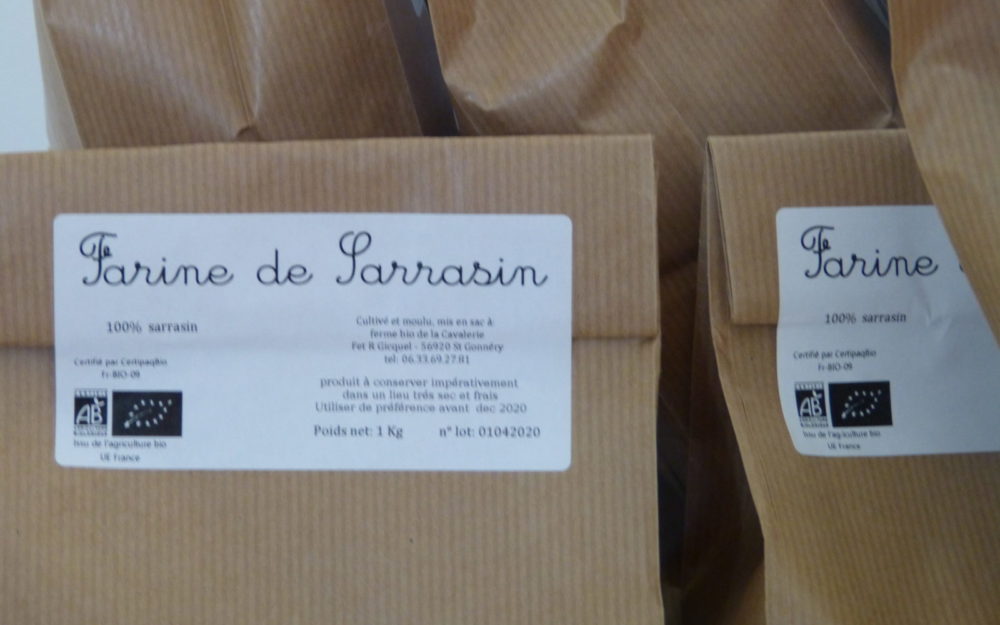 Farine de Sarrasin
100% sarrasin
Certifié par CertipaqBio
Fr-BIO-09
AB
Issu de l'agriculture bio
UE France
Cultivé et moulu, mis en sac à:
ferme bio de la Cavalerie
Fet R Gicquel - 56920 St Gonnéry
tel: 06.33.69.27.81
produit à conserver impérativement
dans un lieu trés sec et frais
Utiliser de préférence avant dec 2020
Poids net: 1 Kg n° lot: 01042020
Farine
100% sarrasin
Certifié par CertipaqBio
Fr-BIO-09
AB
Issu de l'agriculture bio
UE France